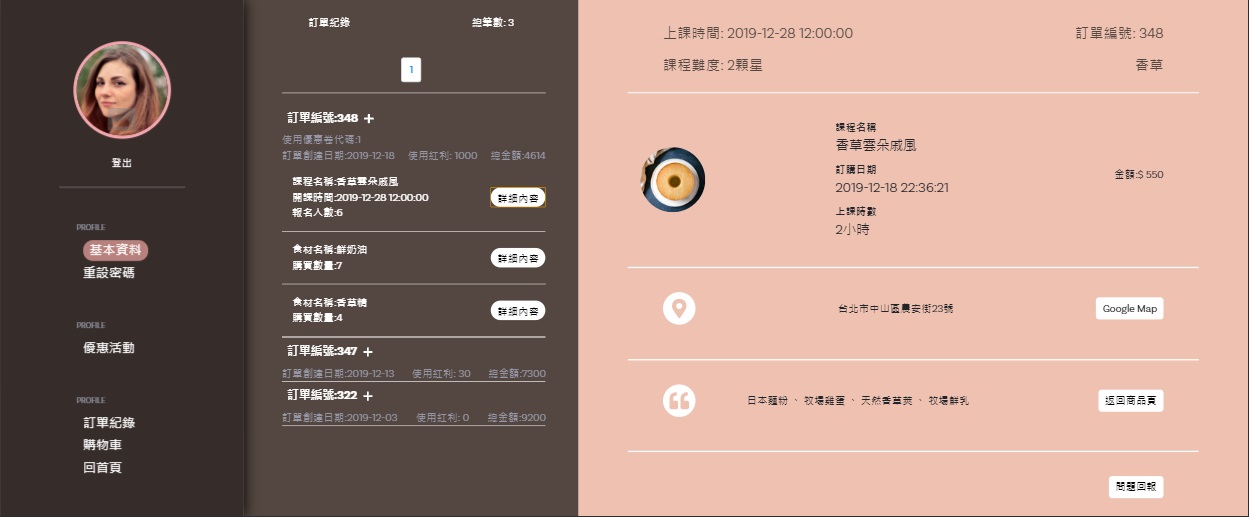 登出
PROFILE
基本資料
重設密碼
PROFILE
優惠活動
PROFILE
訂單紀錄
購物車
回首頁
訂單紀錄 總筆數: 3
1
訂單編號:348 +
使用優惠卷代碼:1
訂單創建日期:2019-12-18 使用紅利: 1000 總金額:4614
課程名稱:香草雲朵戚風
開課時間:2019-12-28 12:00:00
報名人數:6
詳細內容
食材名稱:鮮奶油
購買數量:7
詳細內容
食材名稱:香草精
購買數量:4
詳細內容
訂單編號:347 +
訂單創建日期:2019-12-13 使用紅利: 30 總金額:7300
訂單編號:322 +
訂單創建日期:2019-12-03 使用紅利: 0 總金額:9200
上課時間: 2019-12-28 12:00:00 訂單編號: 348
課程難度: 2顆星 香草
課程名稱
香草雲朵戚風
訂購日期
2019-12-18 22:36:21
上課時數
2小時
金額:$ 550
台北市中山區農安街23號 Google Map
日本麵粉 、 牧場雞蛋 、 天然香草莢 、 牧場鮮乳 返回商品頁
問題回報